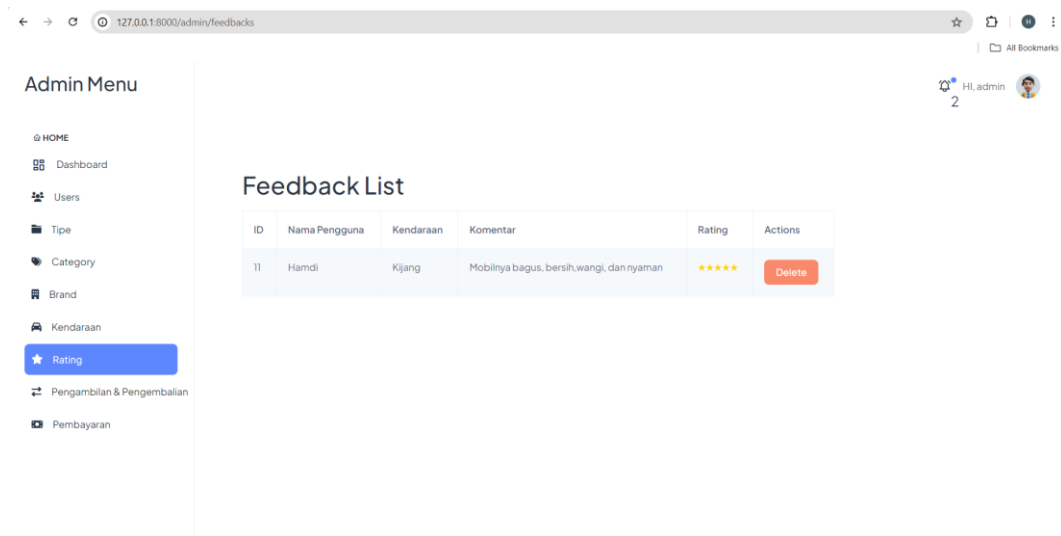 127.0.0.1:8000/admin/feedbacks
H
All Bookmarks
Admin Menu
HI, admin
2
HOME
Dashboard
Users
Tipe
Category
Brand
Kendaraan
Rating
Pengambilan & Pengembalian
Pembayaran
Feedback List
ID Nama Pengguna Kendaraan Komentar Rating Actions
11 Hamdi Kijang Mobilnya bagus, bersih,wangi, dan nyaman ★★★★★ Delete